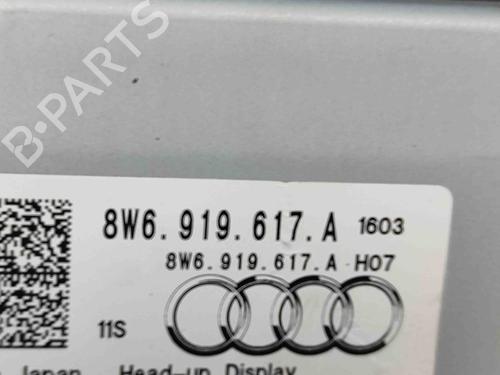 8W6.919.617.A 1603
8W6.919.617.A H07
11S
Japan Head-up Display
B-PARTS